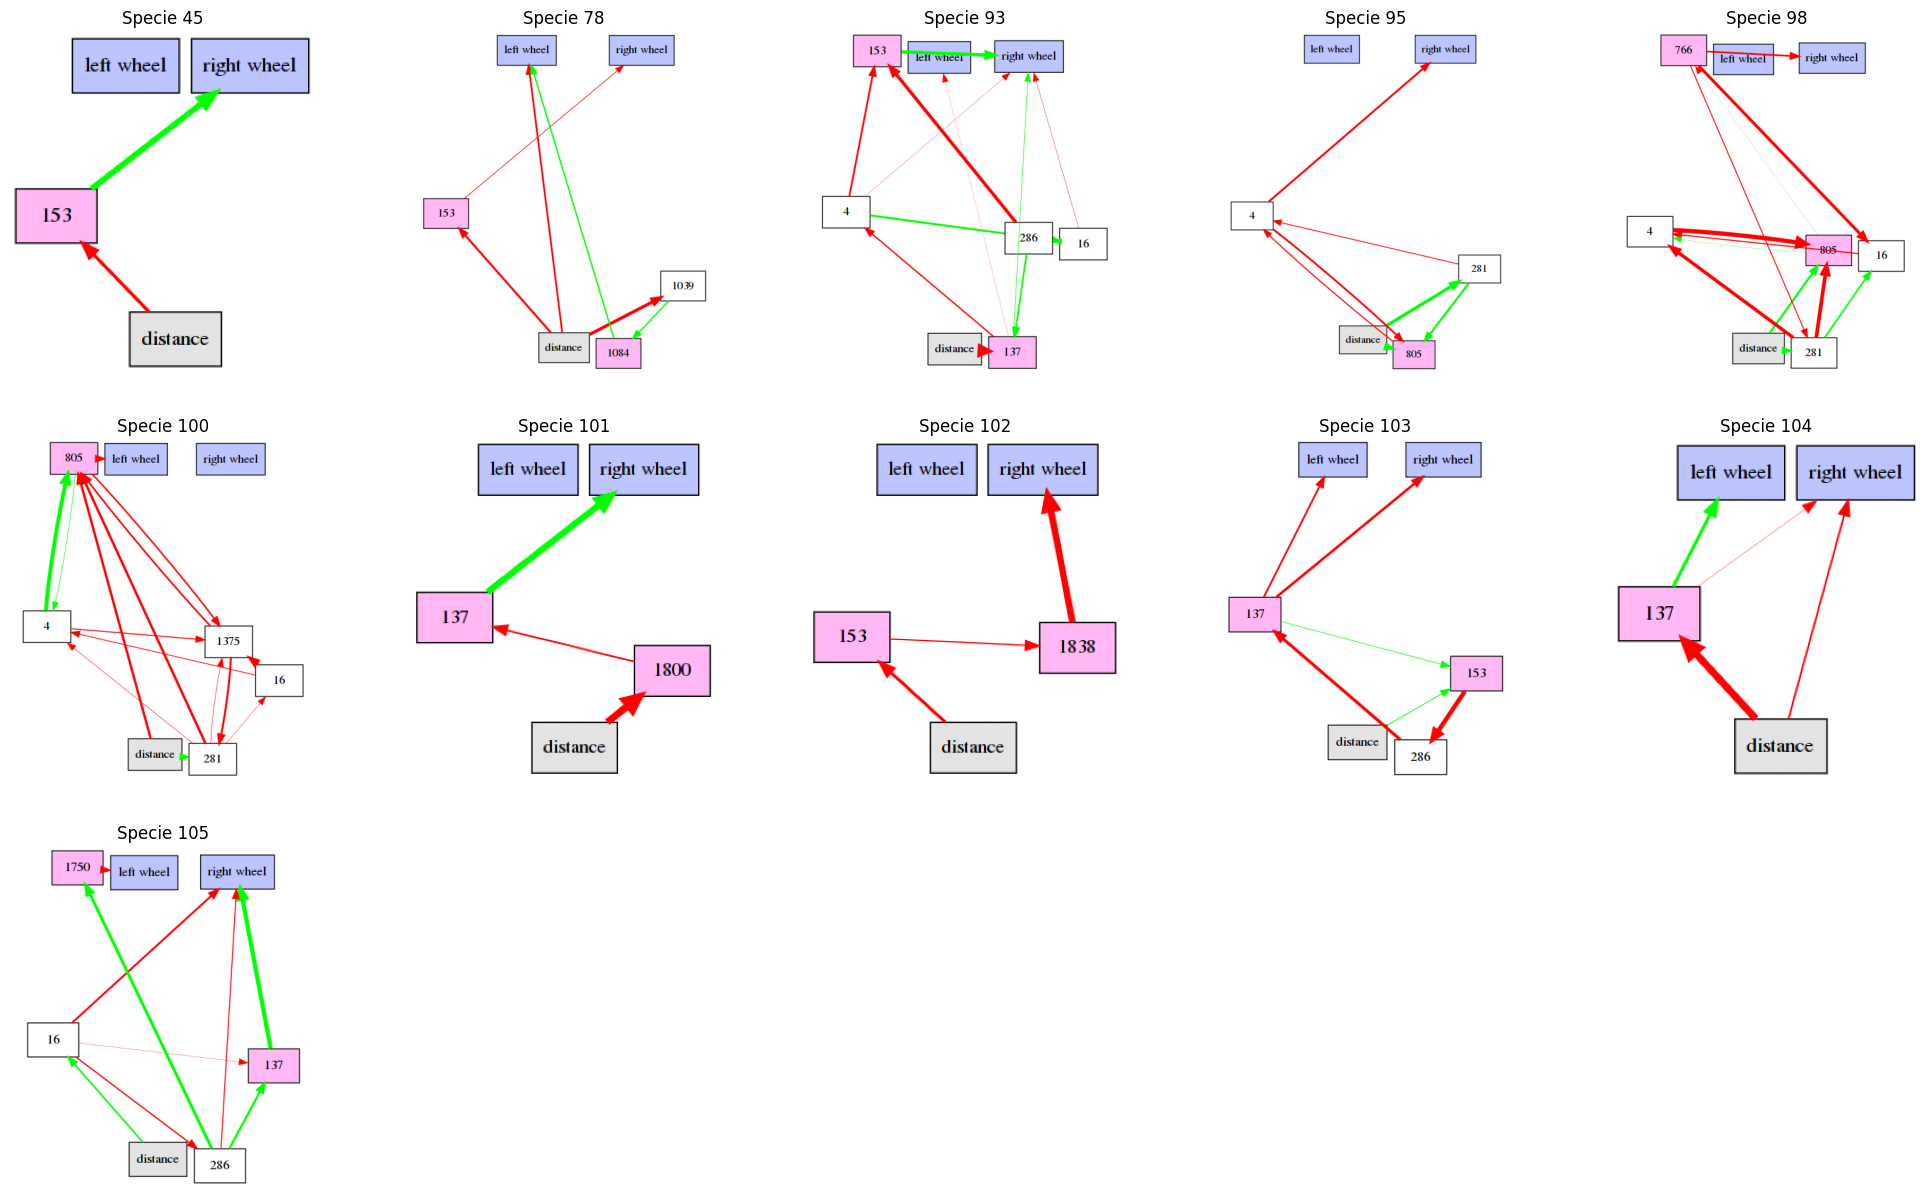 Specie 45
left wheel
right wheel
153
distance
Specie 78
left wheel
right wheel
153
1039
distance
1084
Specie 93
153
left wheel
right wheel
4
286
16
distance
137
Specie 95
left wheel
right wheel
4
281
distance
805
Specie 98
766
left wheel
right wheel
4
805
16
distance
281
Specie 100
805
left wheel
right wheel
4
1375
16
distance
281
Specie 101
left wheel
right wheel
137
1800
distance
Specie 102
left wheel
right wheel
153
1838
distance
Specie 103
left wheel
right wheel
137
153
distance
286
Specie 104
left wheel
right wheel
137
distance
Specie 105
1750
left wheel
right wheel
16
137
distance
286